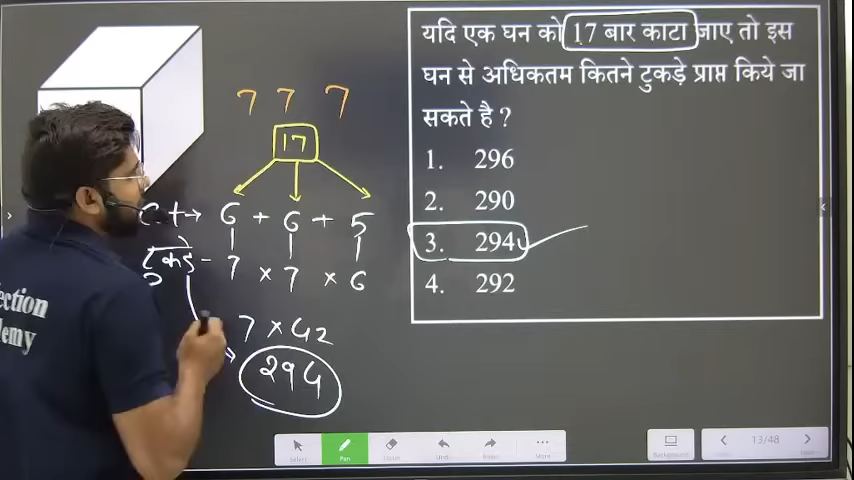 यदि एक घन को 17 बार काटा जाए तो इस
घन से अधिकतम कितने टुकड़े प्राप्त किये जा
सकते है ?
1. 296
2. 290
3. 294
4. 292
7 7 7
17
6 + 6 + 5
7 × 7 × 6
7 × 42
294
ection
demy
Select Pen Undo More
Background
13/48